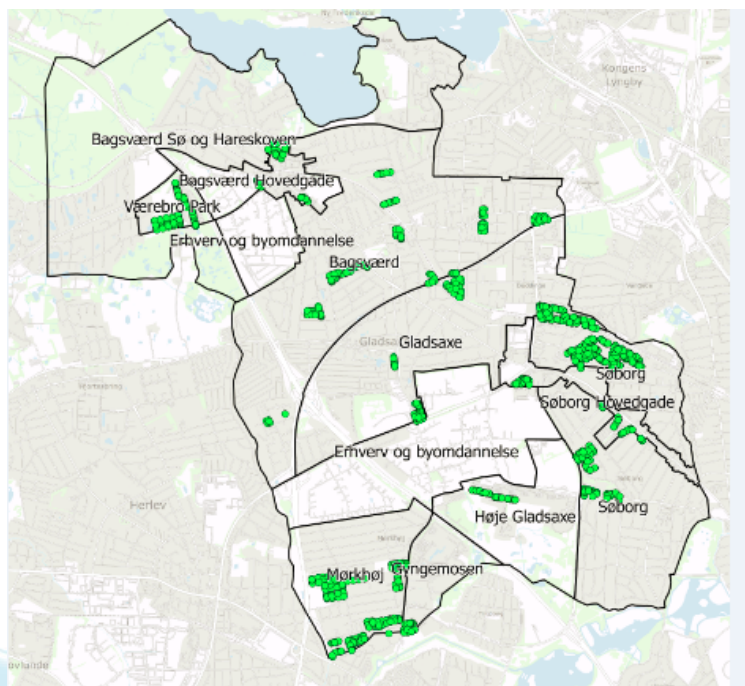 Kongens
Lyngby
Bagsværd Sø og Hareskoven
Bagsværd Hovedgade
Værebro Park
Erhverv og byomdannelse
Bagsværd
Gladsaxe
Søborg
Søborg Hovedgade
Erhverv og byomdannelse
Herlev
Høje Gladsaxe
Søborg
Mørkhøj
Gyngemosen
ovlunde